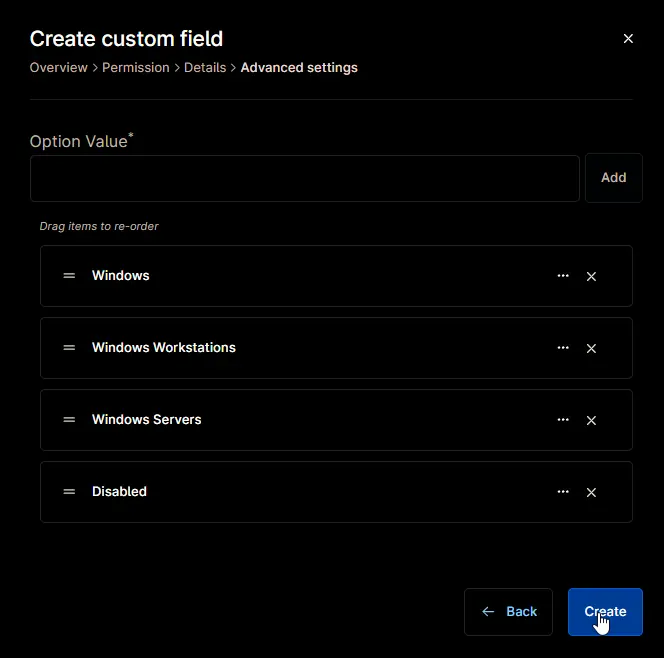 Create custom field
Overview > Permission > Details > Advanced settings
Option Value*
Add
Drag items to re-order
Windows
Windows Workstations
Windows Servers
Disabled
Back
Create